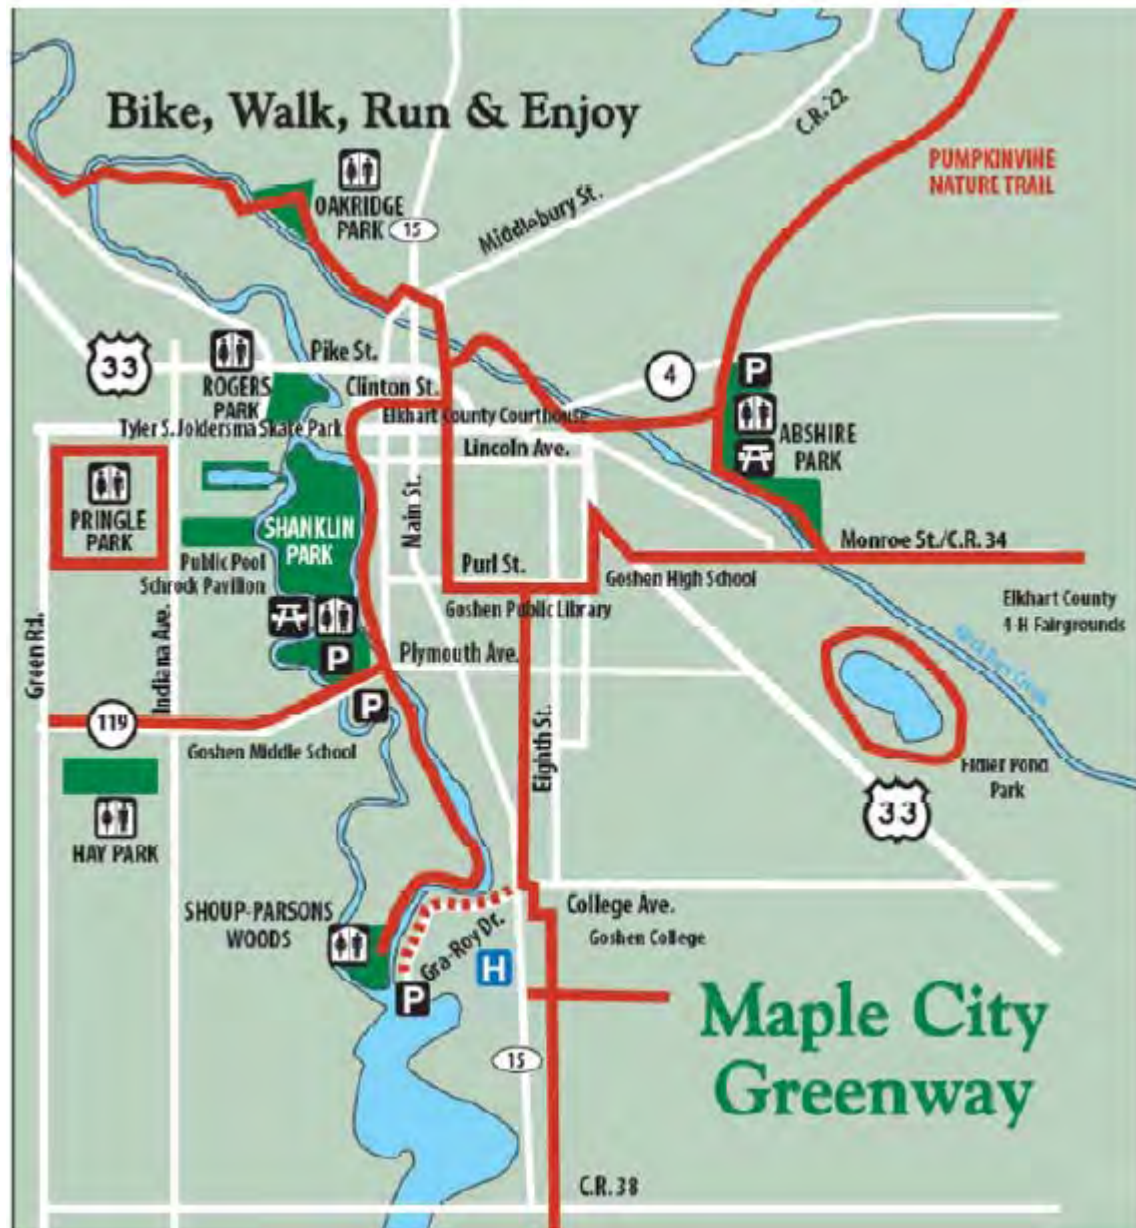 Bike, Walk, Run & Enjoy
C.R. 22
PUMPKINVINE
NATURE TRAIL
OAKRIDGE
PARK
15
Middlebury St.
33
Pike St.
ROGERS
PARK
Clinton St.
4
P
Elkhart County Courthouse
Tyler S. Joldersma Skate Park
ABSHIRE
PARK
Lincoln Ave.
PRINGLE
PARK
SHANKLIN
PARK
Main St.
Public Pool
Schrock Pavilion
Purl St.
Monroe St./C.R. 34
Goshen High School
Goshen Public Library
Elkhart County
4 H Fairgrounds
Green Rd.
Indiana Ave.
P
Plymouth Ave.
P
119
Goshen Middle School
Eighth St.
Park
33
HAY PARK
SHOUP-PARSONS
WOODS
College Ave.
Goshen College
Gra-Roy Dr.
H
P
Maple City
Greenway
15
C.R. 38